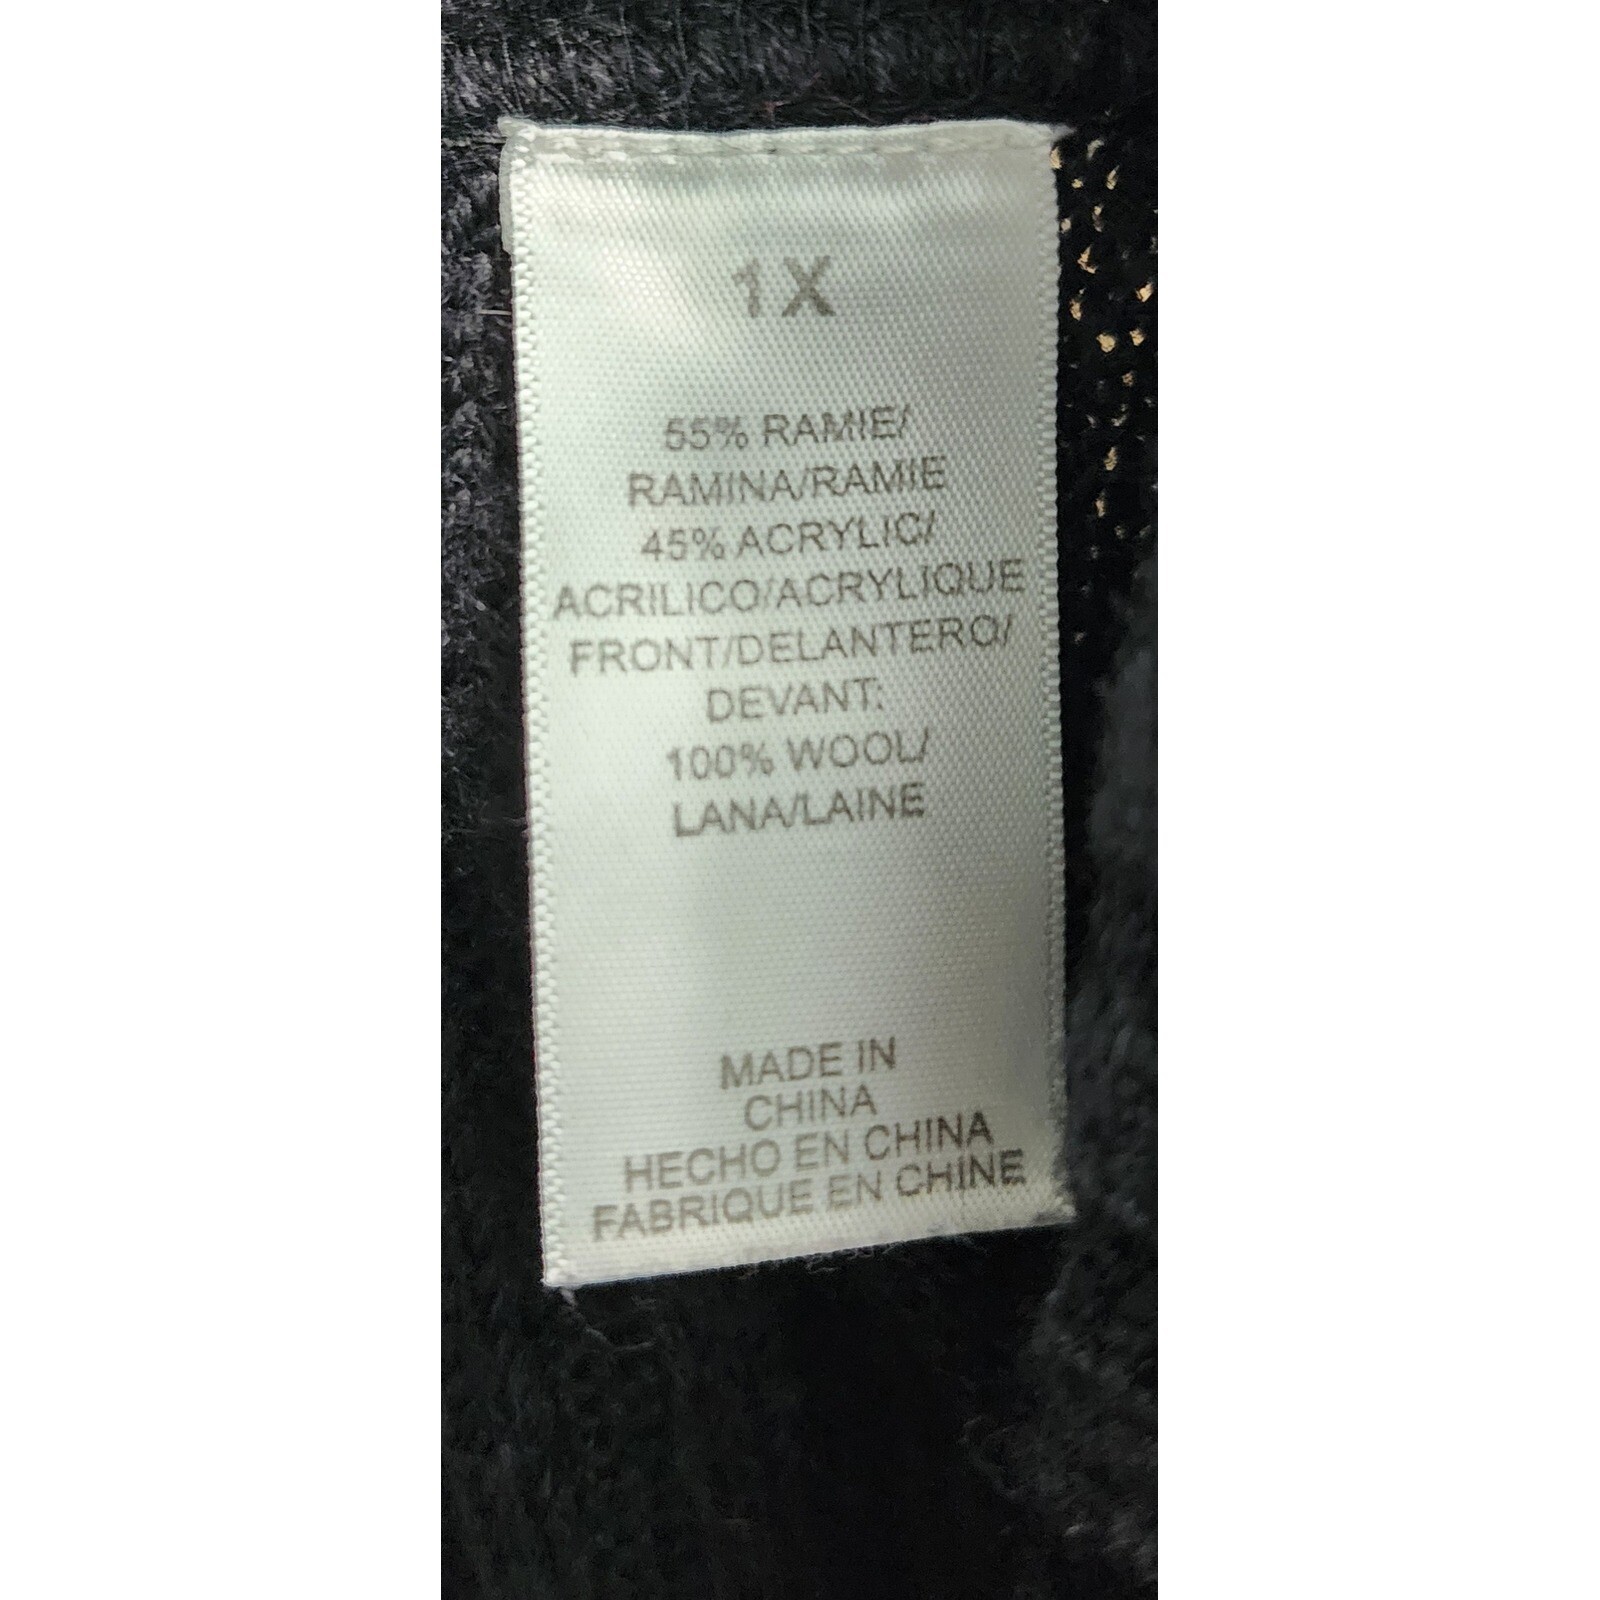 1X
55% RAMIE/
RAMINA/RAMIE
45% ACRYLIC/
ACRILICO/ACRYLIQUE
FRONT/DELANTERO/
DEVANT:
100% WOOL/
LANA/LAINE
MADE IN
CHINA
HECHO EN CHINA
FABRIQUE EN CHINE